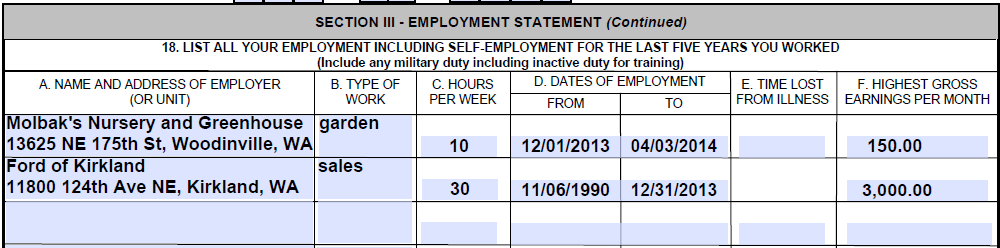 SECTION III - EMPLOYMENT STATEMENT (Continued)
18. LIST ALL YOUR EMPLOYMENT INCLUDING SELF-EMPLOYMENT FOR THE LAST FIVE YEARS YOU WORKED
(Include any military duty including inactive duty for training)
A. NAME AND ADDRESS OF EMPLOYER
(OR UNIT)
B. TYPE OF
WORK
C. HOURS
PER WEEK
D. DATES OF EMPLOYMENT
FROM
TO
E. TIME LOST
FROM ILLNESS
F. HIGHEST GROSS
EARNINGS PER MONTH
Molbak's Nursery and Greenhouse
13625 NE 175th St, Woodinville, WA
garden
10
12/01/2013
04/03/2014
150.00
Ford of Kirkland
11800 124th Ave NE, Kirkland, WA
sales
30
11/06/1990
12/31/2013
3,000.00